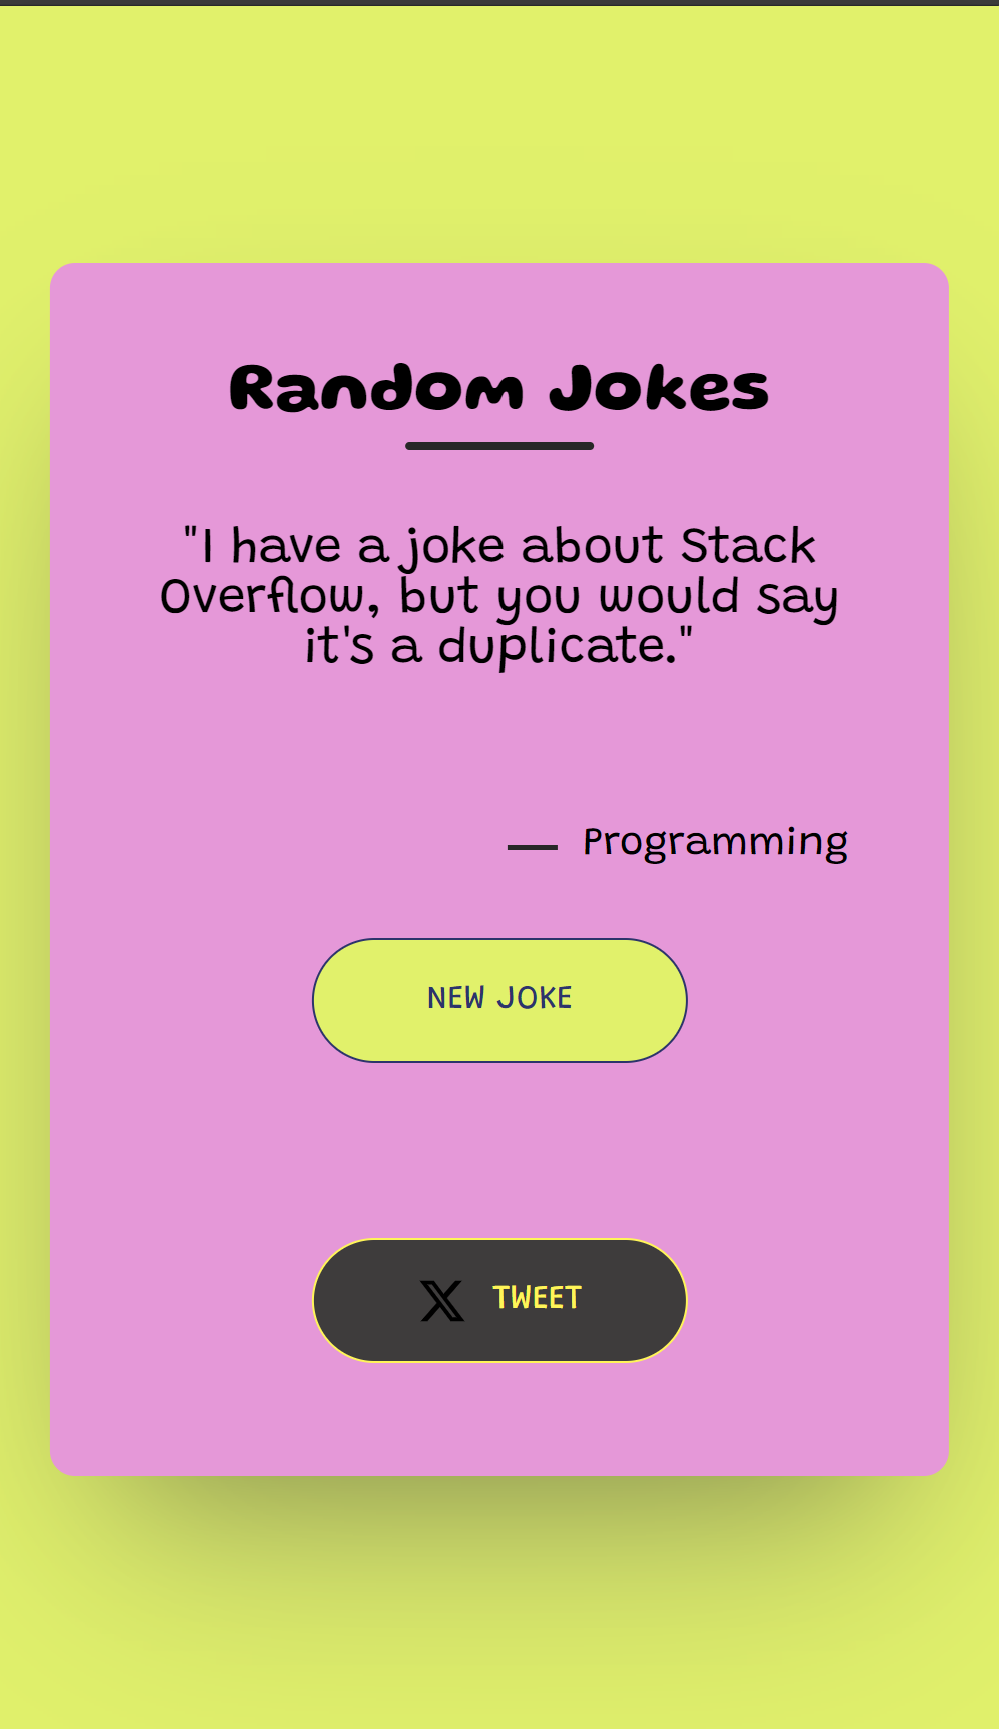 Random Jokes
"I have a joke about Stack
Overflow, but you would say
it's a duplicate."
— Programming
NEW JOKE
X TWEET